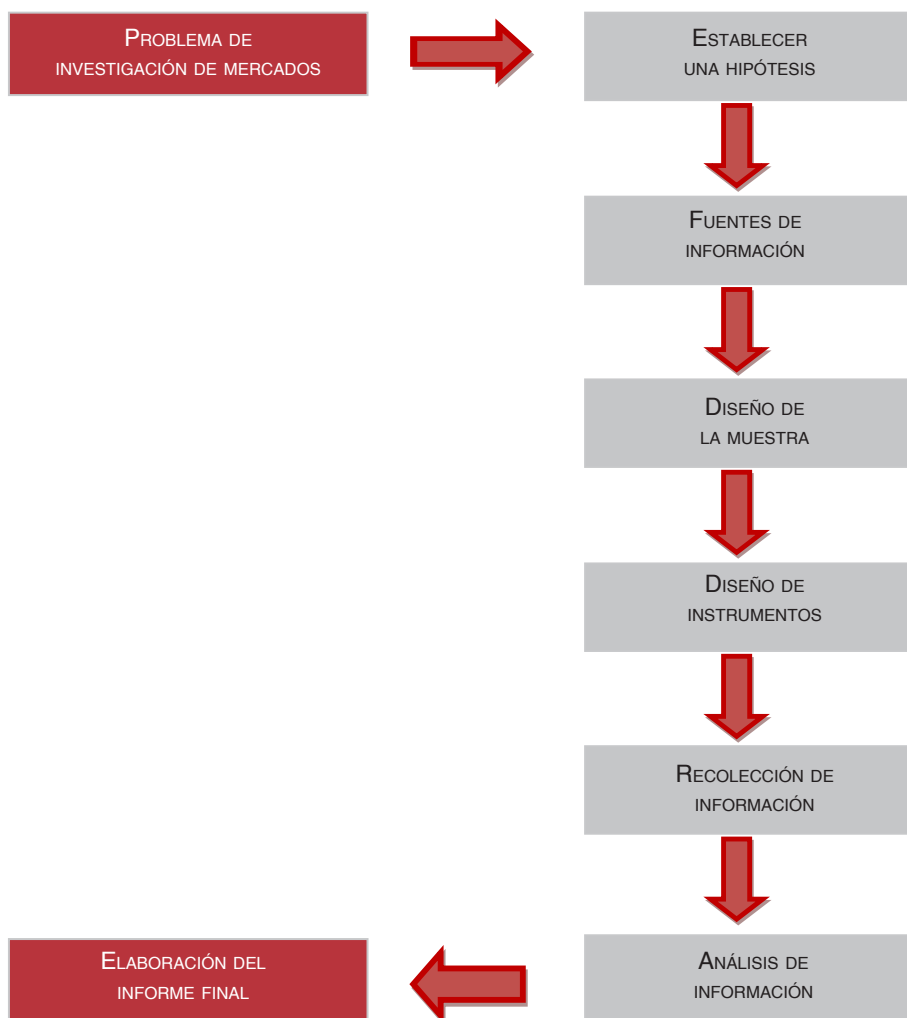 Problema de
investigación de mercados
Establecer
una hipótesis
Fuentes de
información
Diseño de
la muestra
Diseño de
instrumentos
Recolección de
información
Análisis de
información
Elaboración del
informe final